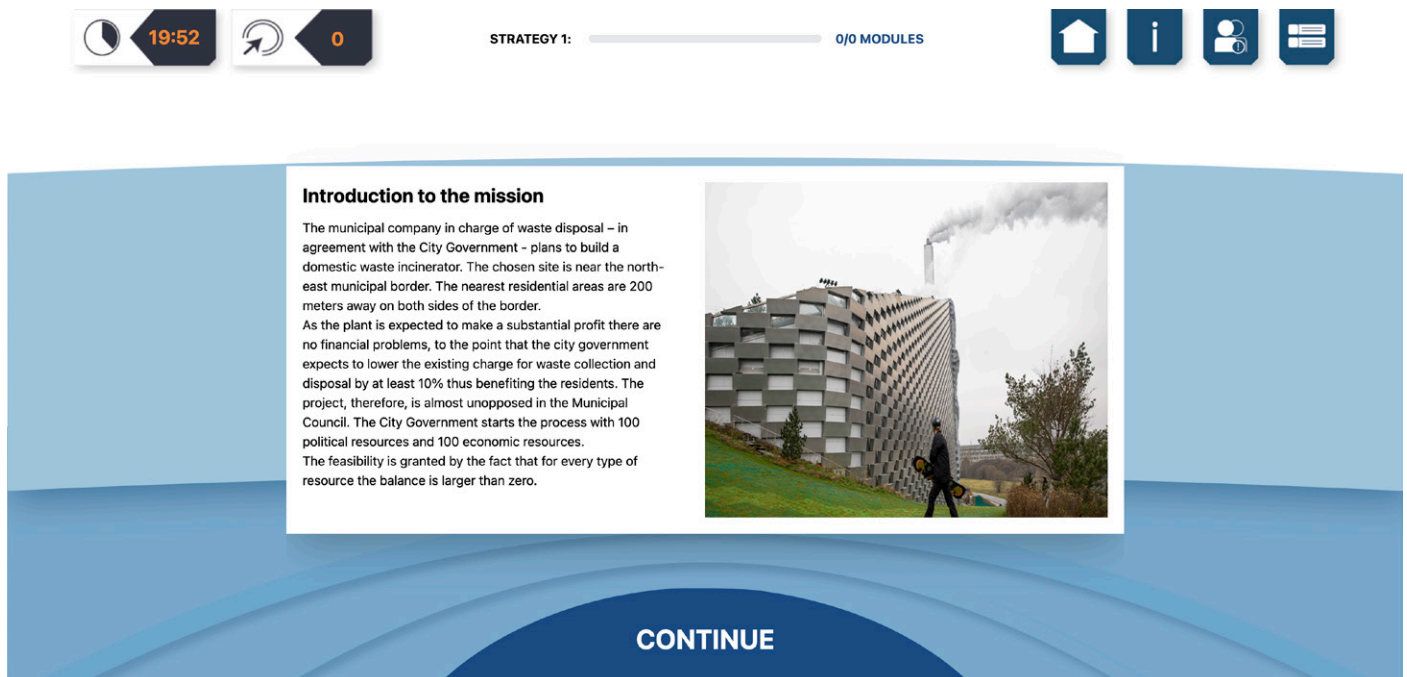 19:52
0
STRATEGY 1:
0/0 MODULES
i
Introduction to the mission
The municipal company in charge of waste disposal – in
agreement with the City Government - plans to build a
domestic waste incinerator. The chosen site is near the north-
east municipal border. The nearest residential areas are 200
meters away on both sides of the border.
As the plant is expected to make a substantial profit there are
no financial problems, to the point that the city government
expects to lower the existing charge for waste collection and
disposal by at least 10% thus benefiting the residents. The
project, therefore, is almost unopposed in the Municipal
Council. The City Government starts the process with 100
political resources and 100 economic resources.
The feasibility is granted by the fact that for every type of
resource the balance is larger than zero.
CONTINUE